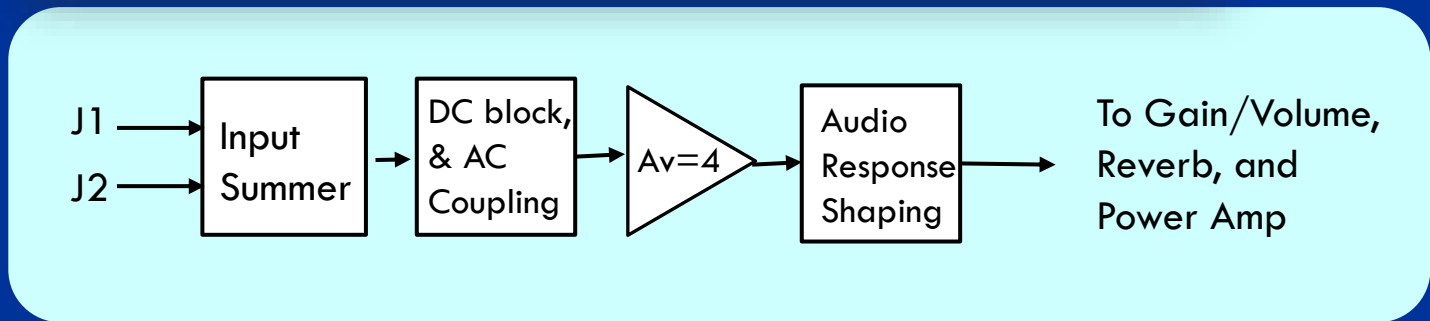 J1
J2
Input
Summer
DC block,
& AC
Coupling
Av=4
Audio
Response
Shaping
To Gain/Volume,
Reverb, and
Power Amp